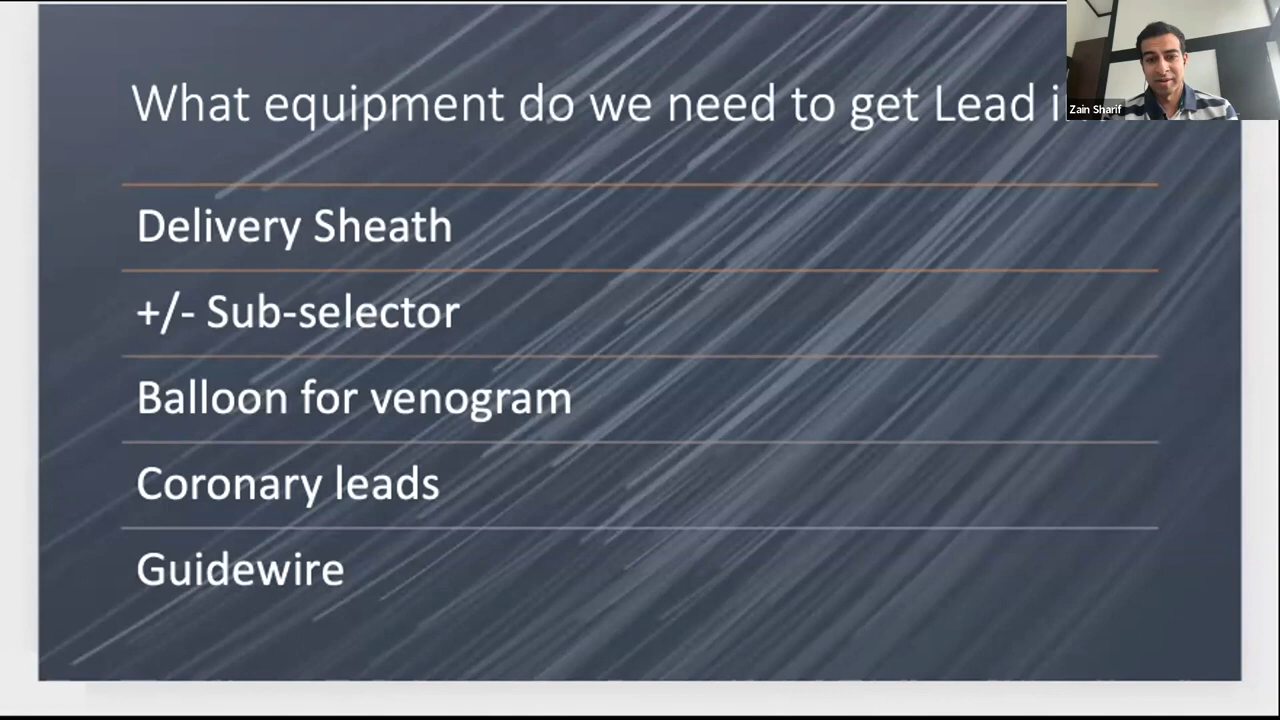 What equipment do we need to get Lead
Zain Sharif
Delivery Sheath
+/- Sub-selector
Balloon for venogram
Coronary leads
Guidewire